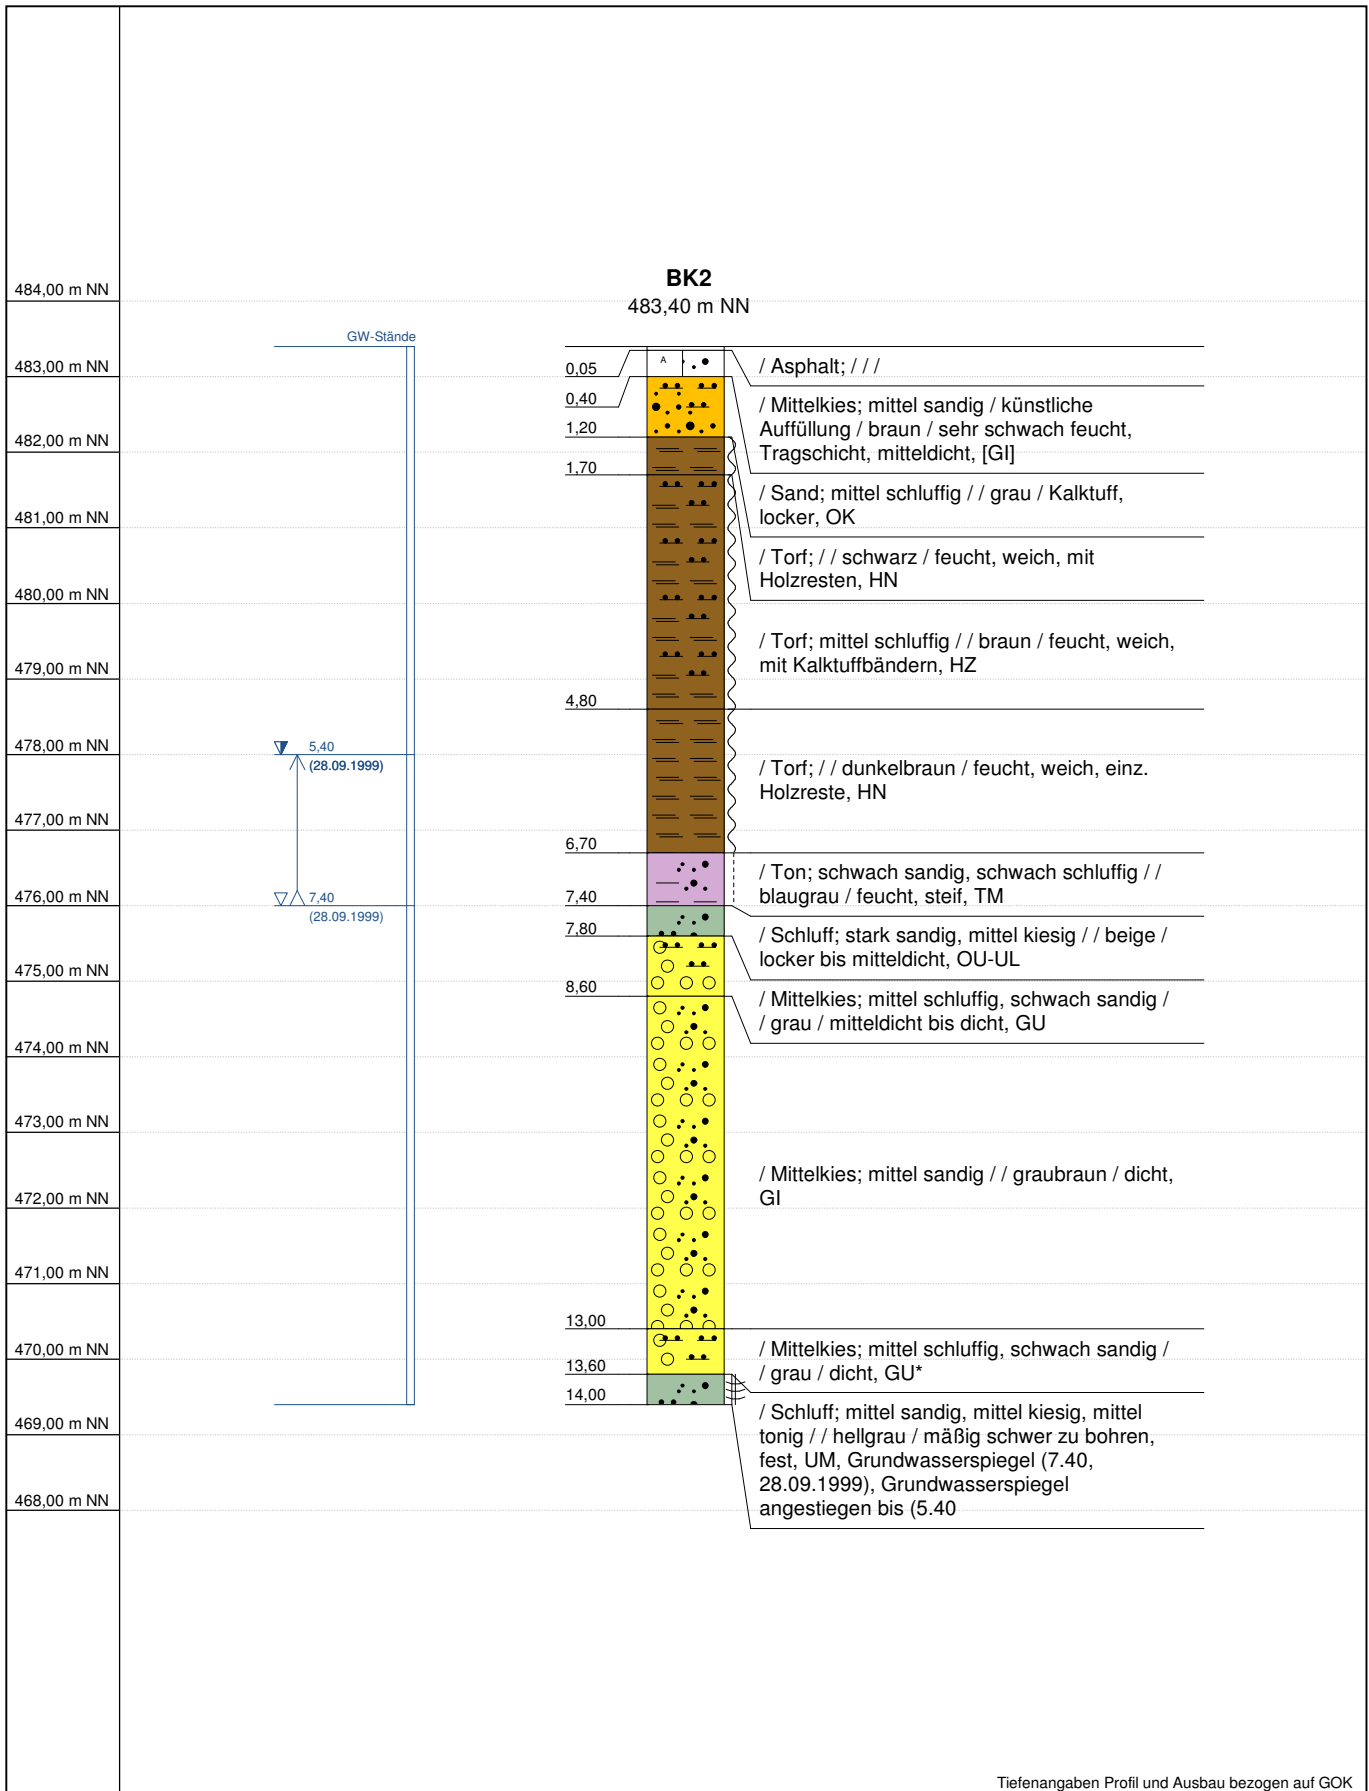 BK2
483,40 m NN
484,00 m NN
483,00 m NN
482,00 m NN
481,00 m NN
480,00 m NN
479,00 m NN
478,00 m NN
477,00 m NN
476,00 m NN
475,00 m NN
474,00 m NN
473,00 m NN
472,00 m NN
471,00 m NN
470,00 m NN
469,00 m NN
468,00 m NN
GW-Stände
5,40
(28.09.1999)
7,40
(28.09.1999)
0,05
0,40
1,20
1,70
4,80
6,70
7,40
7,80
8,60
13,00
13,60
14,00
A
/ Asphalt; / / /
/ Mittelkies; mittel sandig / künstliche
Auffüllung / braun / sehr schwach feucht,
Tragschicht, mitteldicht, [GI]
/ Sand; mittel schluffig / / grau / Kalktuff,
locker, OK
/ Torf; / / schwarz / feucht, weich, mit
Holzresten, HN
/ Torf; mittel schluffig / / braun / feucht, weich,
mit Kalktuffbändern, HZ
/ Torf; / / dunkelbraun / feucht, weich, einz.
Holzreste, HN
/ Ton; schwach sandig, schwach schluffig / /
blaugrau / feucht, steif, TM
/ Schluff; stark sandig, mittel kiesig / / beige /
locker bis mitteldicht, OU-UL
/ Mittelkies; mittel schluffig, schwach sandig /
/ grau / mitteldicht bis dicht, GU
/ Mittelkies; mittel sandig / / graubraun / dicht,
GI
/ Mittelkies; mittel schluffig, schwach sandig /
/ grau / dicht, GU*
/ Schluff; mittel sandig, mittel kiesig, mittel
tonig / / hellgrau / mäßig schwer zu bohren,
fest, UM, Grundwasserspiegel (7.40,
28.09.1999), Grundwasserspiegel
angestiegen bis (5.40
Tiefenangaben Profil und Ausbau bezogen auf GOK